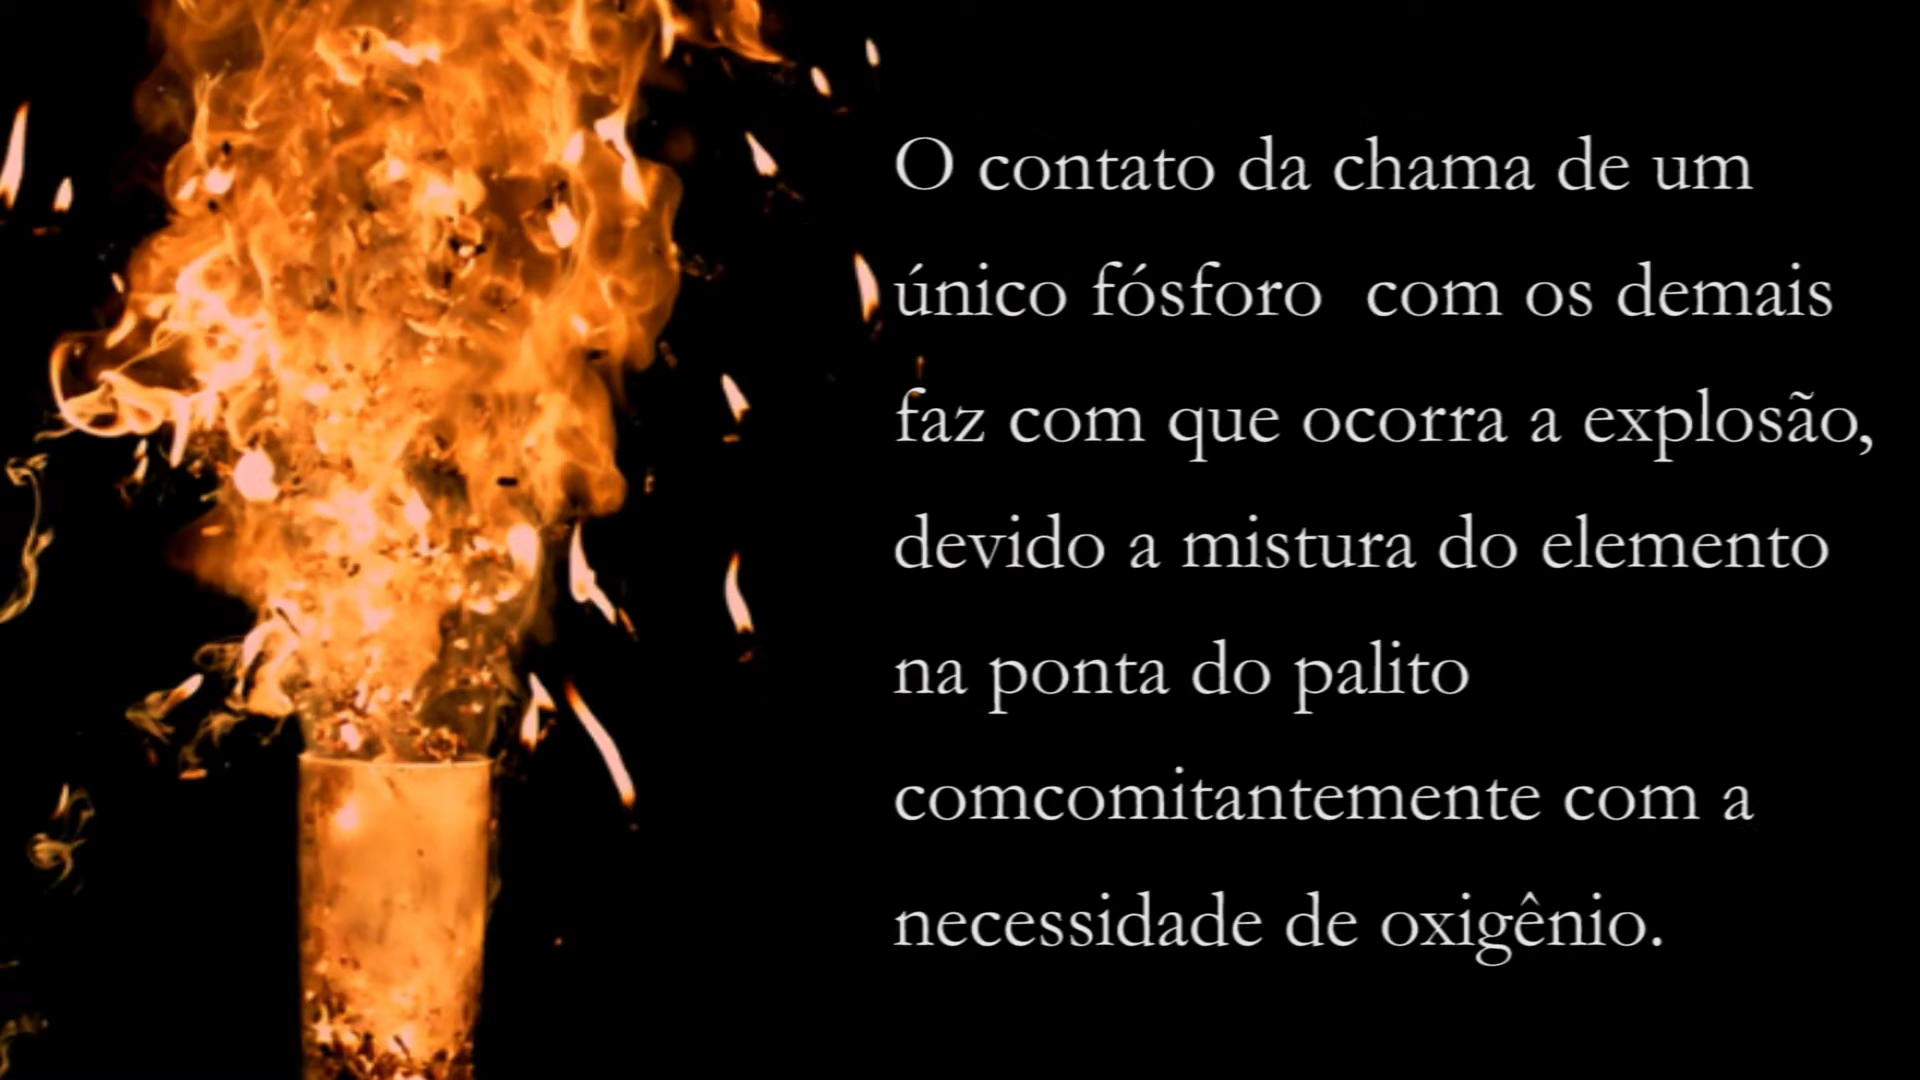 O contato da chama de um
único fósforo  com os demais
faz com que ocorra a explosão,
devido a mistura do elemento
na ponta do palito
comcomitantemente com a
necessidade de oxigênio.